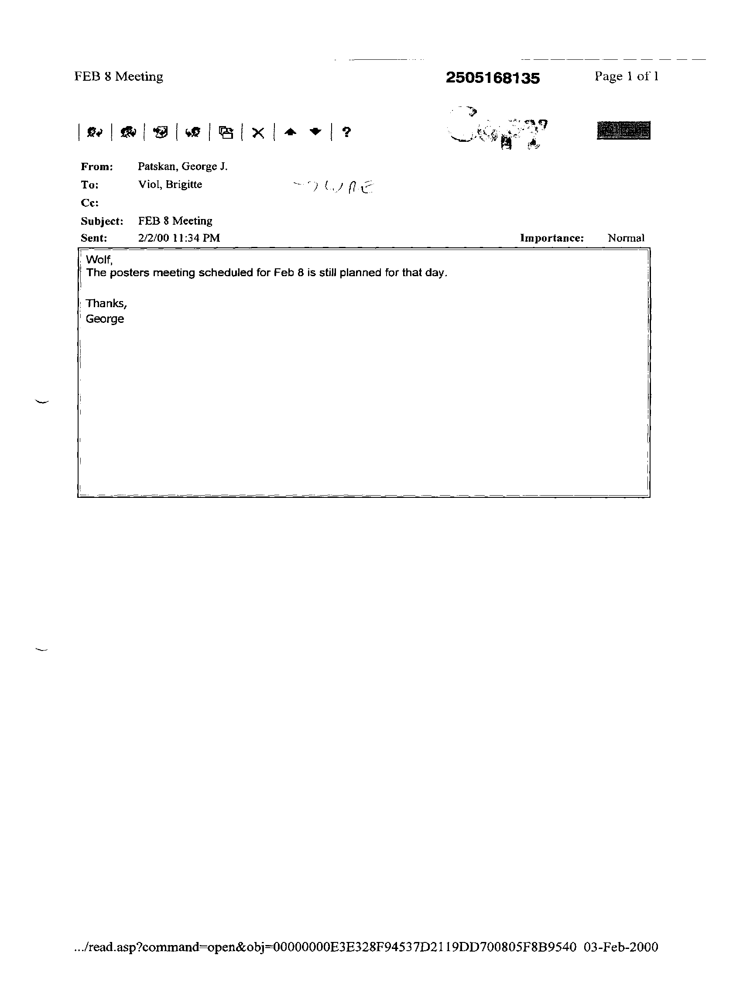 FEB 8 Meeting 2505168135 Page 1 of 1
?
From: Patskan, George J.
To: Viol, Brigitte
Cc:
Subject: FEB 8 Meeting
Sent: 2/2/00 11:34 PM Importance: Normal
Wolf,
The posters meeting scheduled for Feb 8 is still planned for that day.
Thanks,
George
.../read.asp?command=open&obj=00000000E3E328F94537D2119DD700805F8B9540 03-Feb-2000